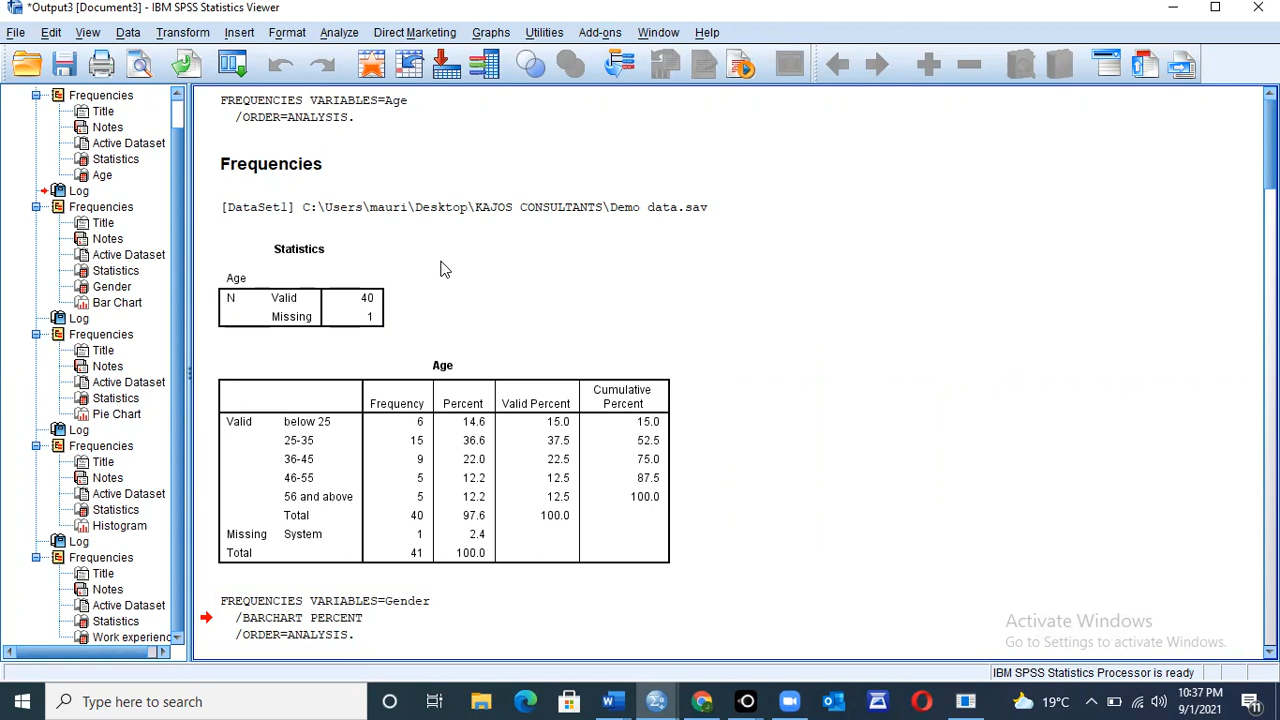 *Output3 [Document3] - IBM SPSS Statistics Viewer
File Edit View Data Transform Insert Format Analyze Direct Marketing Graphs Utilities Add-ons Window Help
Frequencies
Title
Notes
Active Dataset
Statistics
Age
Log
Frequencies
Title
Notes
Active Dataset
Statistics
Gender
Bar Chart
Log
Frequencies
Title
Notes
Active Dataset
Statistics
Pie Chart
Log
Frequencies
Title
Notes
Active Dataset
Statistics
Histogram
Log
Frequencies
Title
Notes
Active Dataset
Statistics
Work experienc
FREQUENCIES VARIABLES=Age
/ORDER=ANALYSIS.
Frequencies
[DataSet1] C:\Users\mauri\Desktop\KAJOS CONSULTANTS\Demo data.sav
Statistics
Age
N Valid 40
Missing 1
Age
Frequency Percent Valid Percent Cumulative Percent
Valid below 25 6 14.6 15.0 15.0
25-35 15 36.6 37.5 52.5
36-45 9 22.0 22.5 75.0
46-55 5 12.2 12.5 87.5
56 and above 5 12.2 12.5 100.0
Total 40 97.6 100.0
Missing System 1 2.4
Total 41 100.0
FREQUENCIES VARIABLES=Gender
/BARCHART PERCENT
/ORDER=ANALYSIS.
Activate Windows
Go to Settings to activate Windows.
IBM SPSS Statistics Processor is ready
Type here to search
19°C
10:37 PM
9/1/2021
11